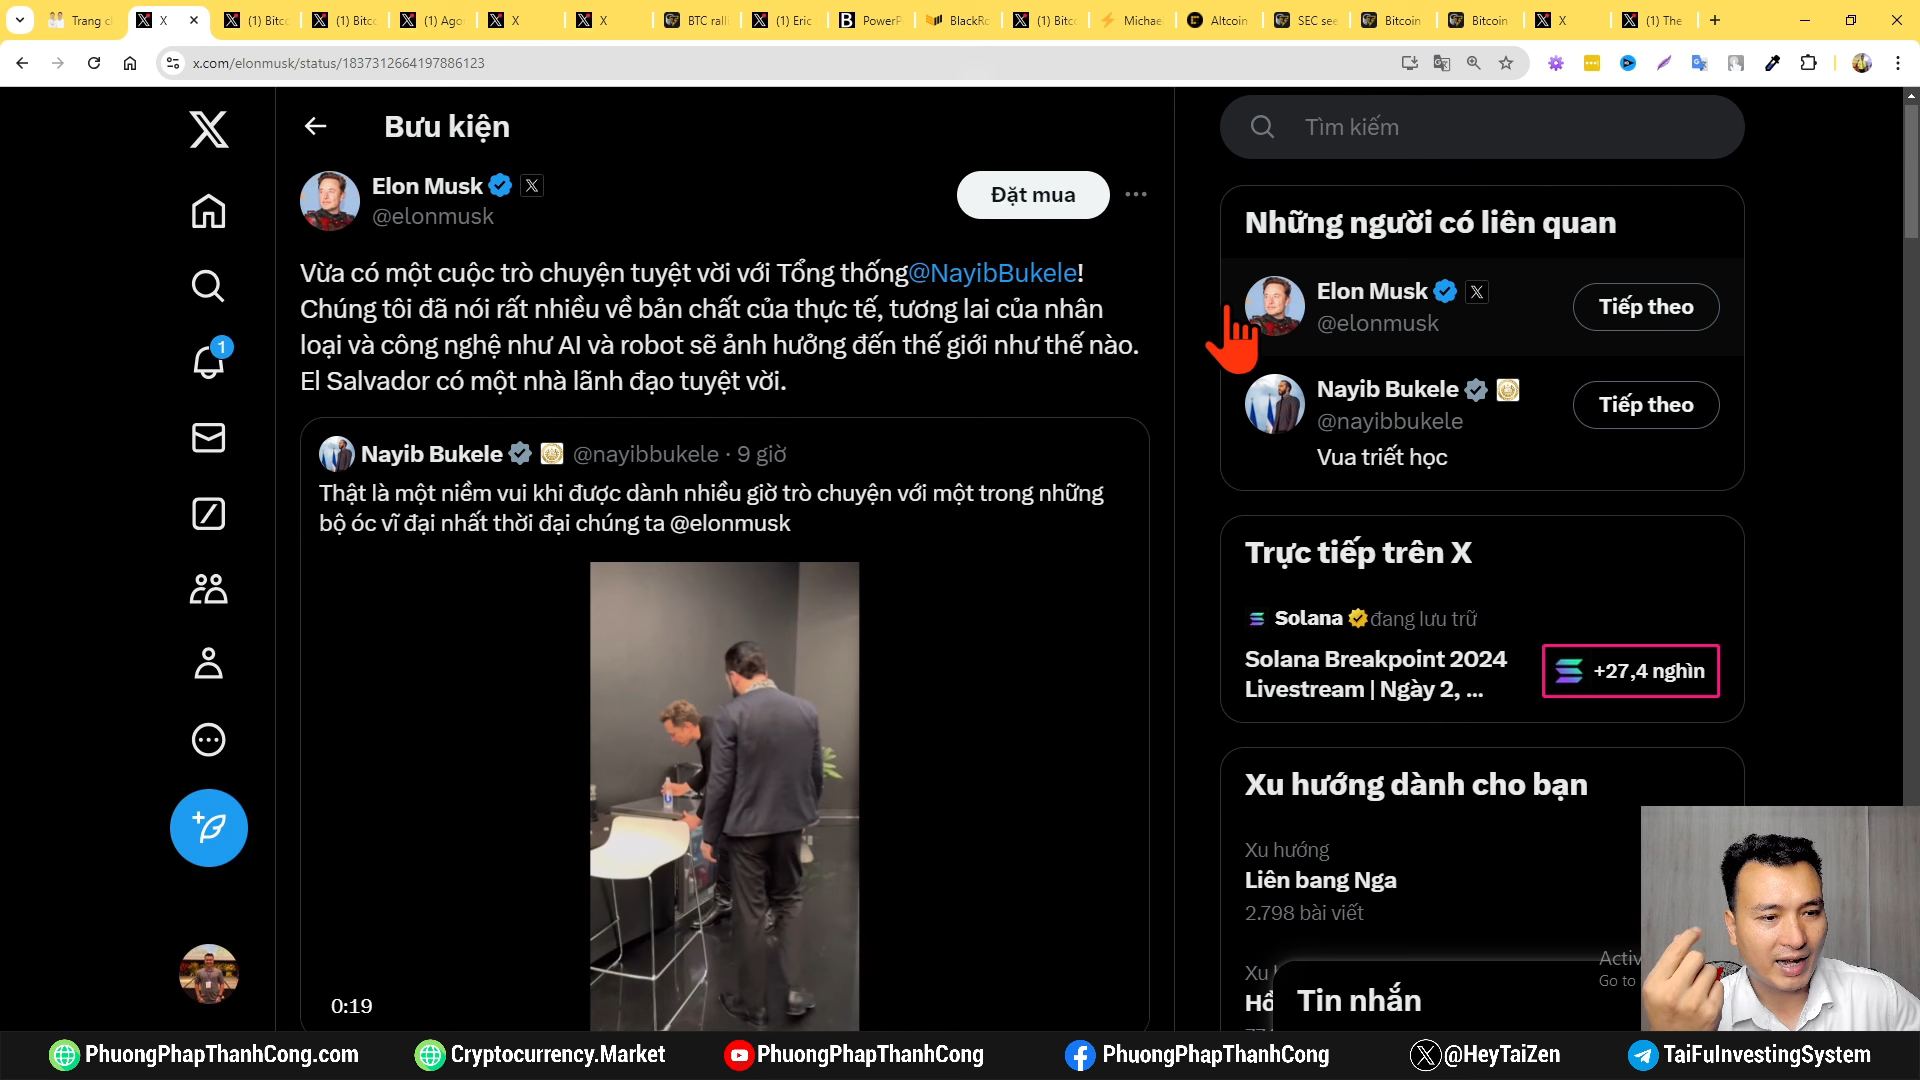 Trang c
X
(1) Bitc
(1) Bitc
(1) Ago
X
X
BTC rall
(1) Eric
PowerP
BlackRo
(1) Bitc
Michae
Altcoin
SEC see
Bitcoin
Bitcoin
X
(1) The
x.com/elonmusk/status/1837312664197886123
Bưu kiện
Elon Musk
@elonmusk
Đặt mua
Vừa có một cuộc trò chuyện tuyệt vời với Tổng thống@NayibBukele!
Chúng tôi đã nói rất nhiều về bản chất của thực tế, tương lai của nhân
loại và công nghệ như AI và robot sẽ ảnh hưởng đến thế giới như thế nào.
El Salvador có một nhà lãnh đạo tuyệt vời.
Nayib Bukele @nayibbukele · 9 giờ
Thật là một niềm vui khi được dành nhiều giờ trò chuyện với một trong những
bộ óc vĩ đại nhất thời đại chúng ta @elonmusk
0:19
1
Tìm kiếm
Những người có liên quan
Elon Musk
@elonmusk
Tiếp theo
Nayib Bukele
@nayibbukele
Tiếp theo
Vua triết học
Trực tiếp trên X
Solana đang lưu trữ
Solana Breakpoint 2024
Livestream | Ngày 2, ...
+27,4 nghìn
Xu hướng dành cho bạn
Xu hướng
Liên bang Nga
2.798 bài viết
Xu
Hồ
Activ
Go to
Tin nhắn
PhuongPhapThanhCong.com
Cryptocurrency.Market
PhuongPhapThanhCong
PhuongPhapThanhCong
@HeyTaiZen
TaiFuInvestingSystem